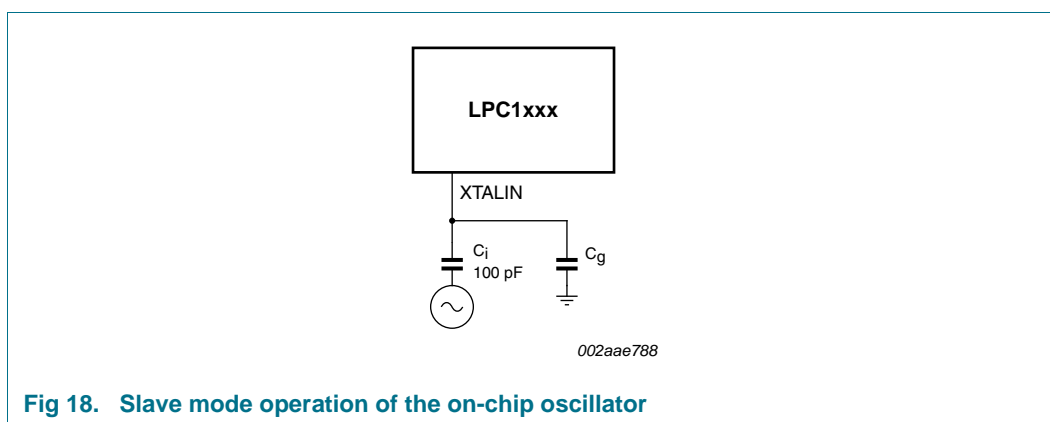 LPC1xxx
XTALIN
Ci
100 pF
Cg
002aae788
Fig 18. Slave mode operation of the on-chip oscillator